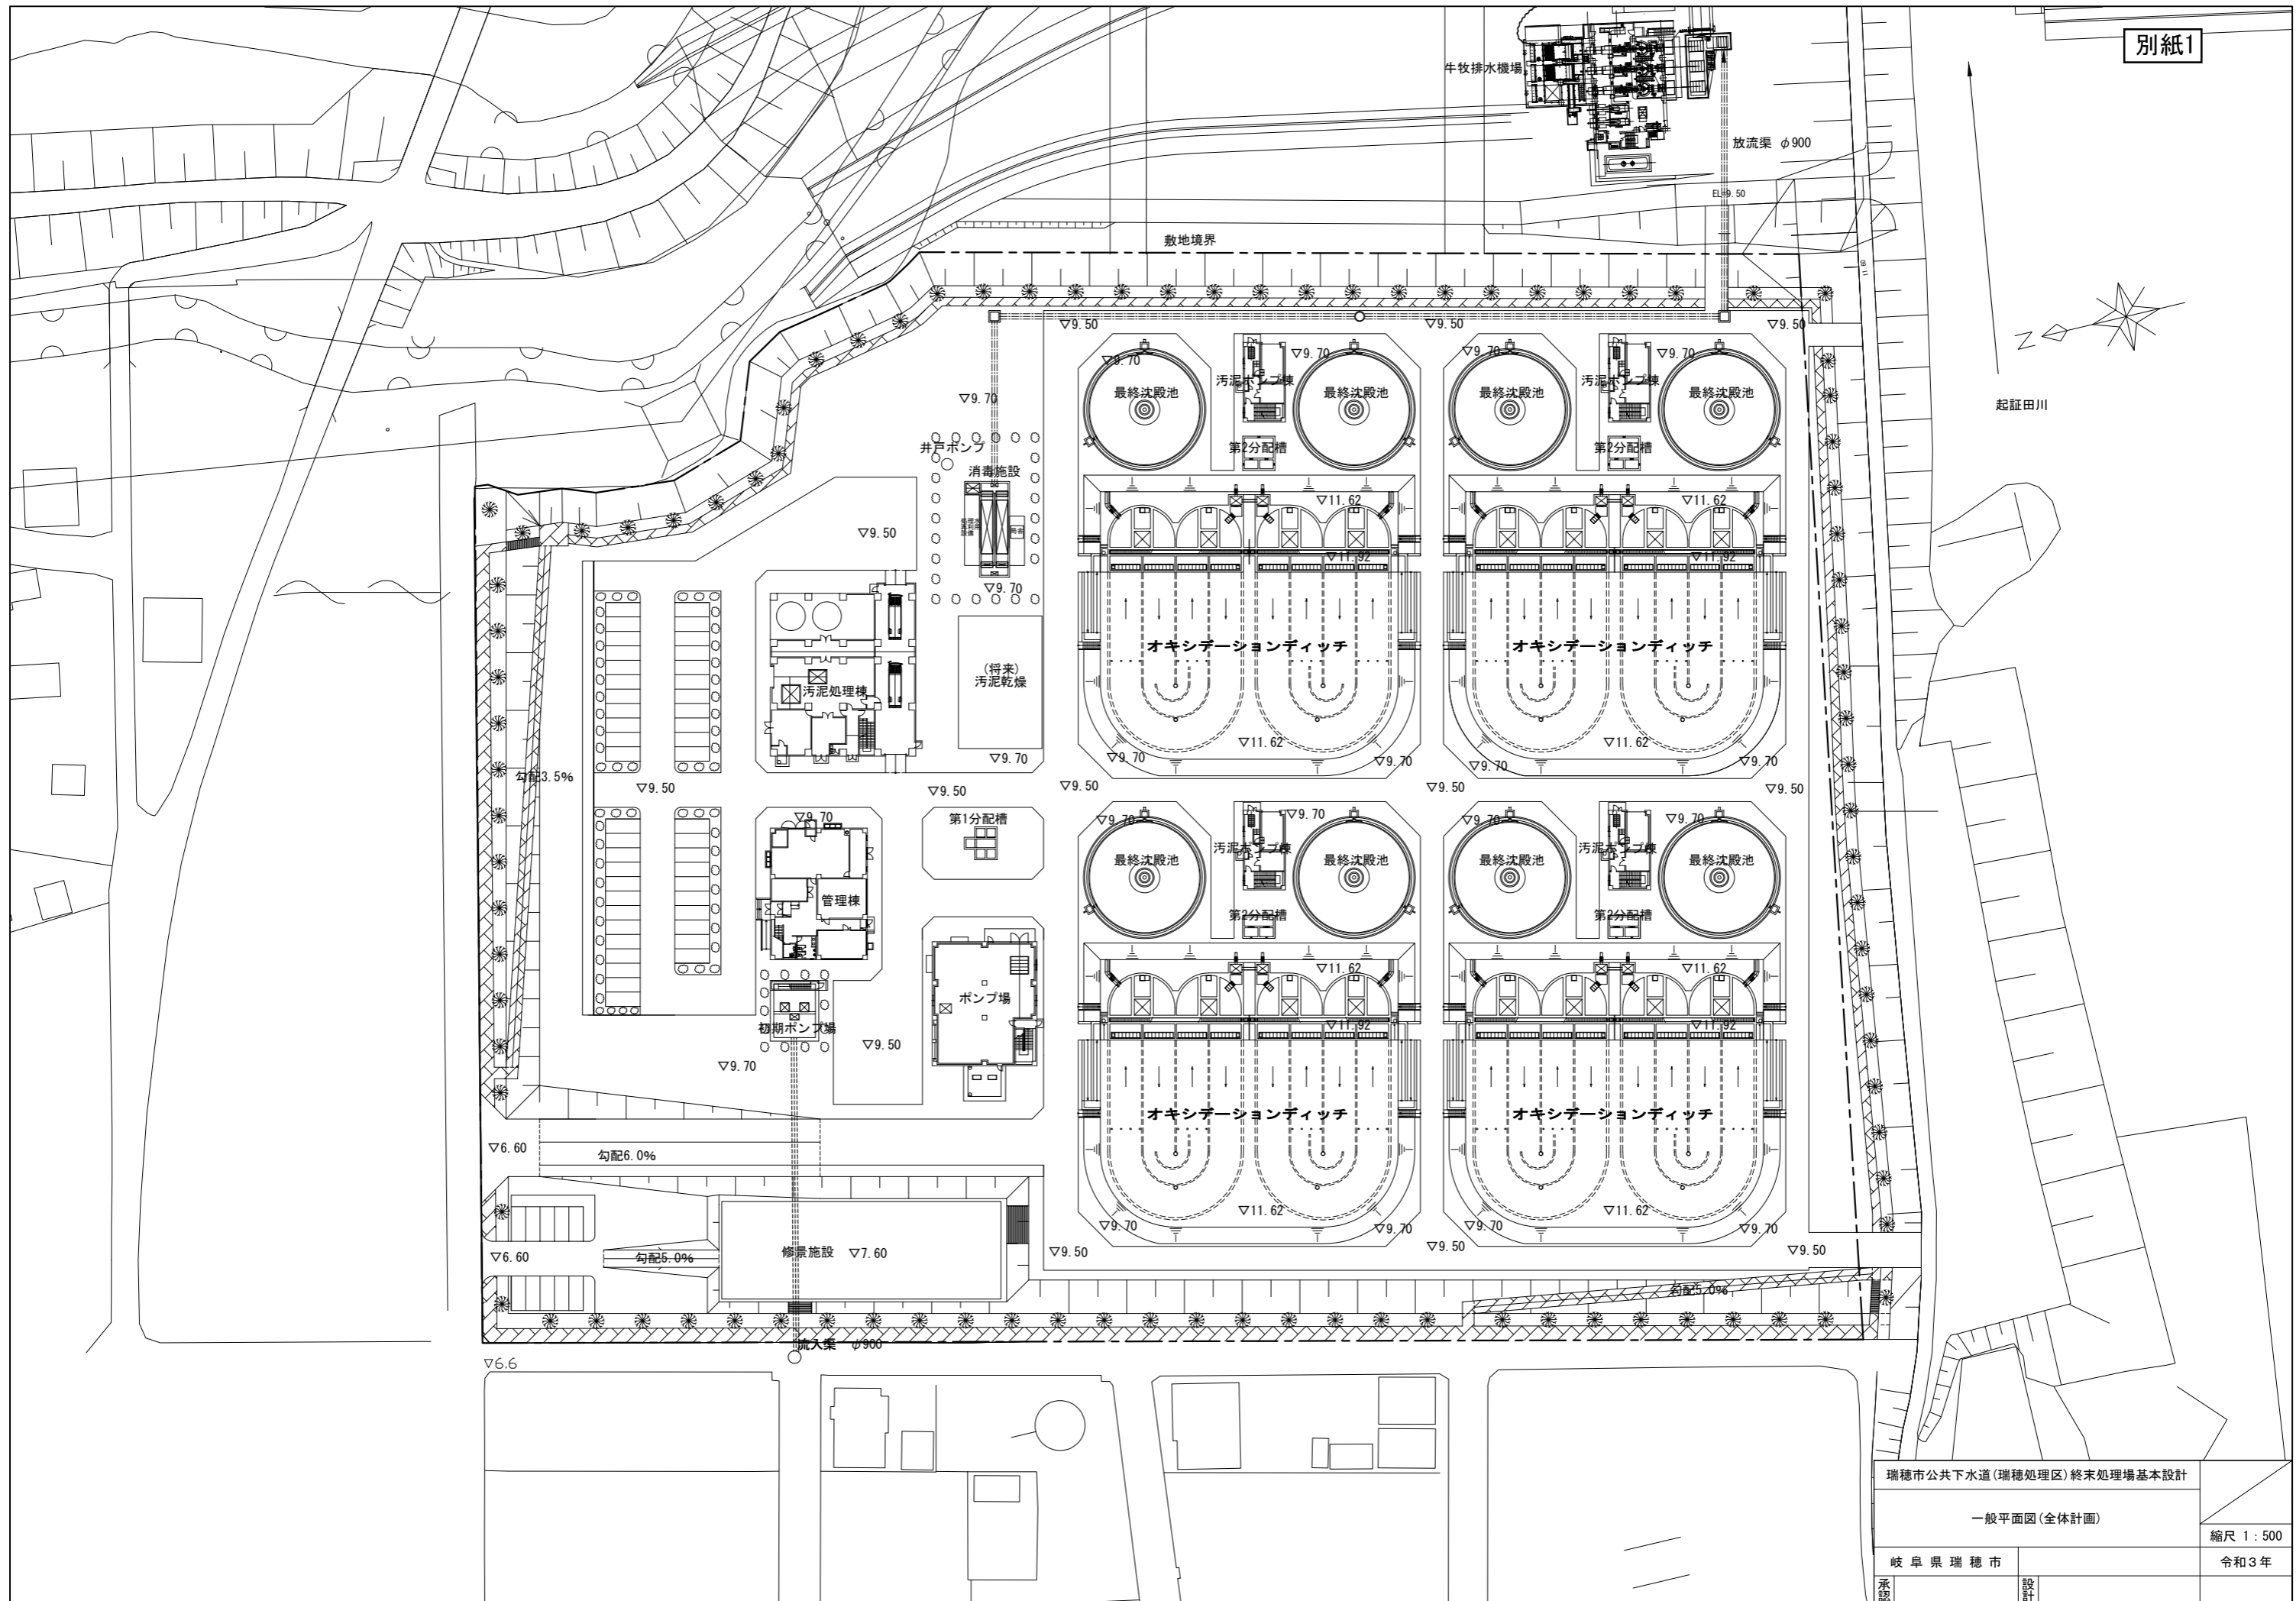 別紙1
牛牧排水機場
放流渠 φ900
EL=9.50
敷地境界
▽9.50
▽9.50
▽9.50
▽9.70
▽9.70
▽9.70
▽9.70
汚泥ポンプ棟
汚泥ポンプ棟
最終沈殿池
最終沈殿池
最終沈殿池
最終沈殿池
▽9.70
起証田川
N
井戸ポンプ
第2分配槽
第2分配槽
消毒施設
▽11.62
▽11.62
▽9.50
▽11.92
▽11.92
▽9.70
オキシデーションディッチ
オキシデーションディッチ
(将来)
汚泥乾燥
汚泥処理棟
▽11.62
▽11.62
▽9.70
▽9.70
▽9.70
▽9.70
▽9.70
勾配3.5%
▽9.50
▽9.50
▽9.50
▽9.50
▽9.50
▽9.70
第1分配槽
▽9.70
▽9.70
▽9.70
▽9.70
汚泥ポンプ棟
汚泥ポンプ棟
最終沈殿池
最終沈殿池
最終沈殿池
最終沈殿池
管理棟
第2分配槽
第2分配槽
▽11.62
▽11.62
ポンプ場
初期ポンプ場
▽11.92
▽11.92
▽9.50
▽9.70
オキシデーションディッチ
オキシデーションディッチ
▽6.60
勾配6.0%
▽11.62
▽11.62
▽9.70
▽9.70
▽9.70
▽9.70
▽6.60
勾配5.0%
修景施設 ▽7.60
▽9.50
▽9.50
▽9.50
勾配5.0%
流入渠 φ900
▽6.6
瑞穂市公共下水道(瑞穂処理区)終末処理場基本設計
一般平面図(全体計画)
縮尺 1:500
岐阜県瑞穂市
令和3年
承認
設計